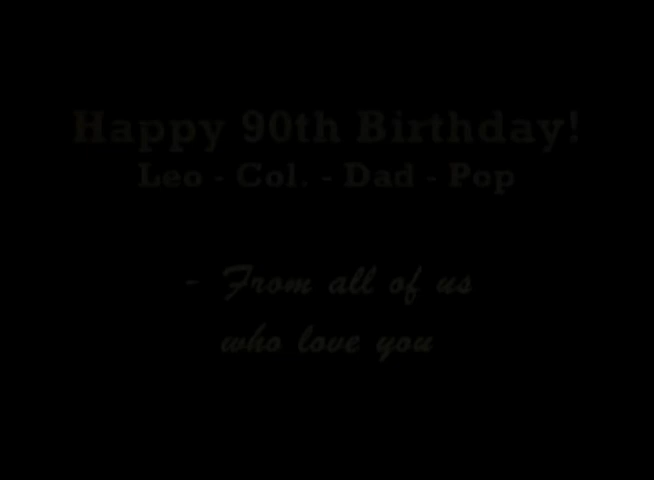 Happy 90th Birthday!
Leo - Col. - Dad - Pop
- From all of us
who love you